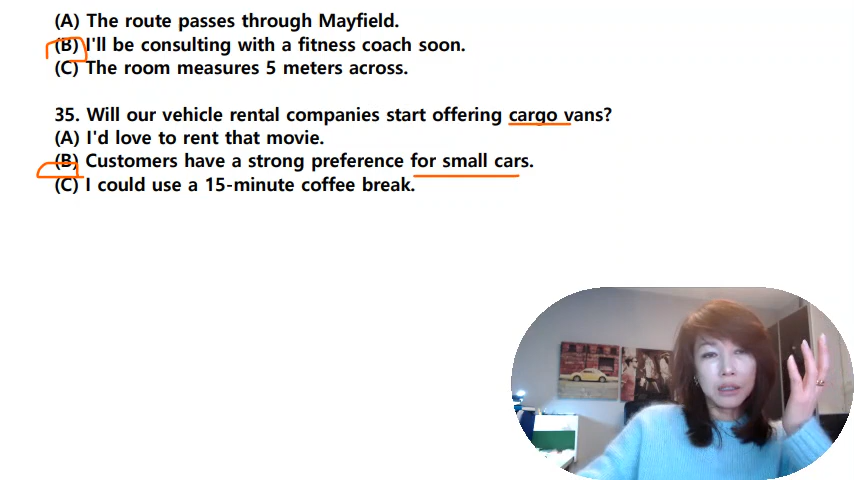 (A) The route passes through Mayfield.
(B) I'll be consulting with a fitness coach soon.
(C) The room measures 5 meters across.
35. Will our vehicle rental companies start offering cargo vans?
(A) I'd love to rent that movie.
(B) Customers have a strong preference for small cars.
(C) I could use a 15-minute coffee break.